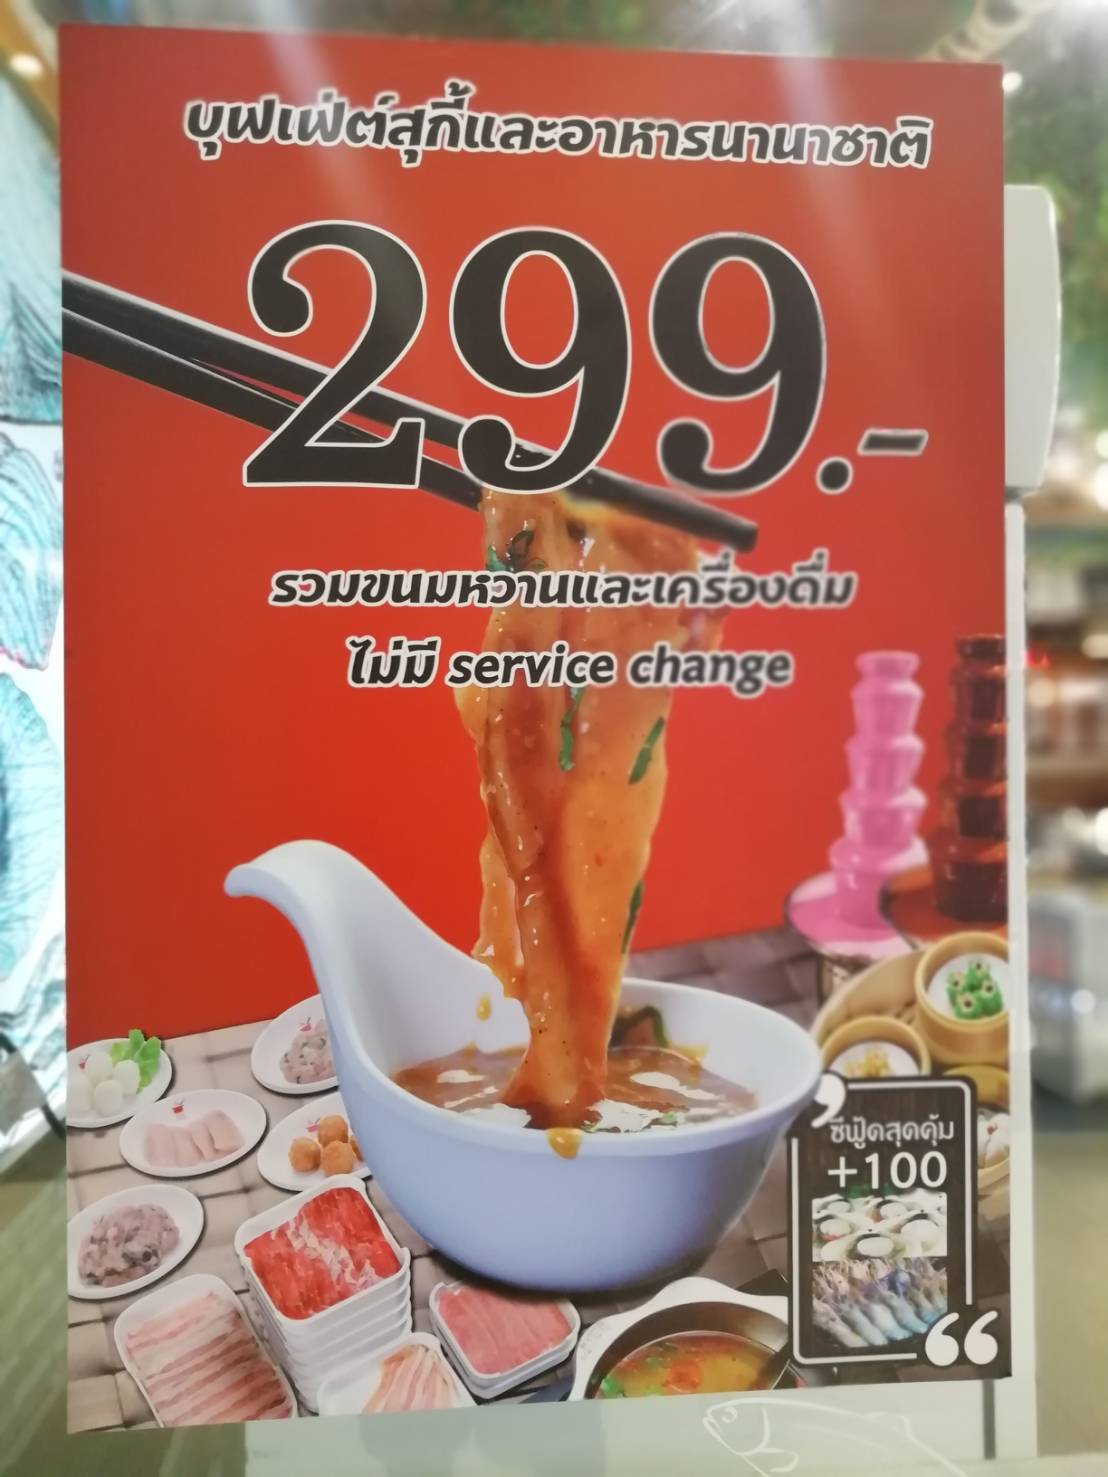 บุฟเฟ่ต์สุกี้และอาหารนานาชาติ
299.-
รวมขนมหวานและเครื่องดื่ม
ไม่มี service change
ซีฟู้ดสุดคุ้ม
+100